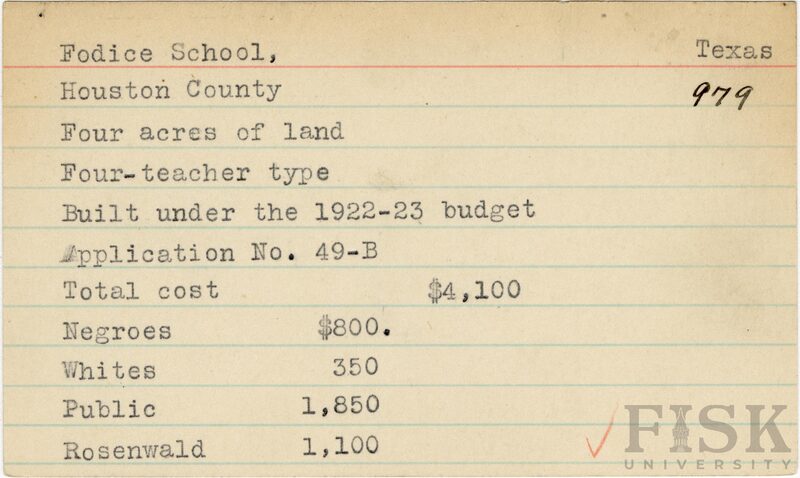 Fodice School, Texas
Houston County 979
Four acres of land
Four-teacher type
Built under the 1922-23 budget
Application No. 49-B
Total cost $4,100
Negroes $800.
Whites 350
Public 1,850
Rosenwald 1,100
FISK
UNIVERSITY